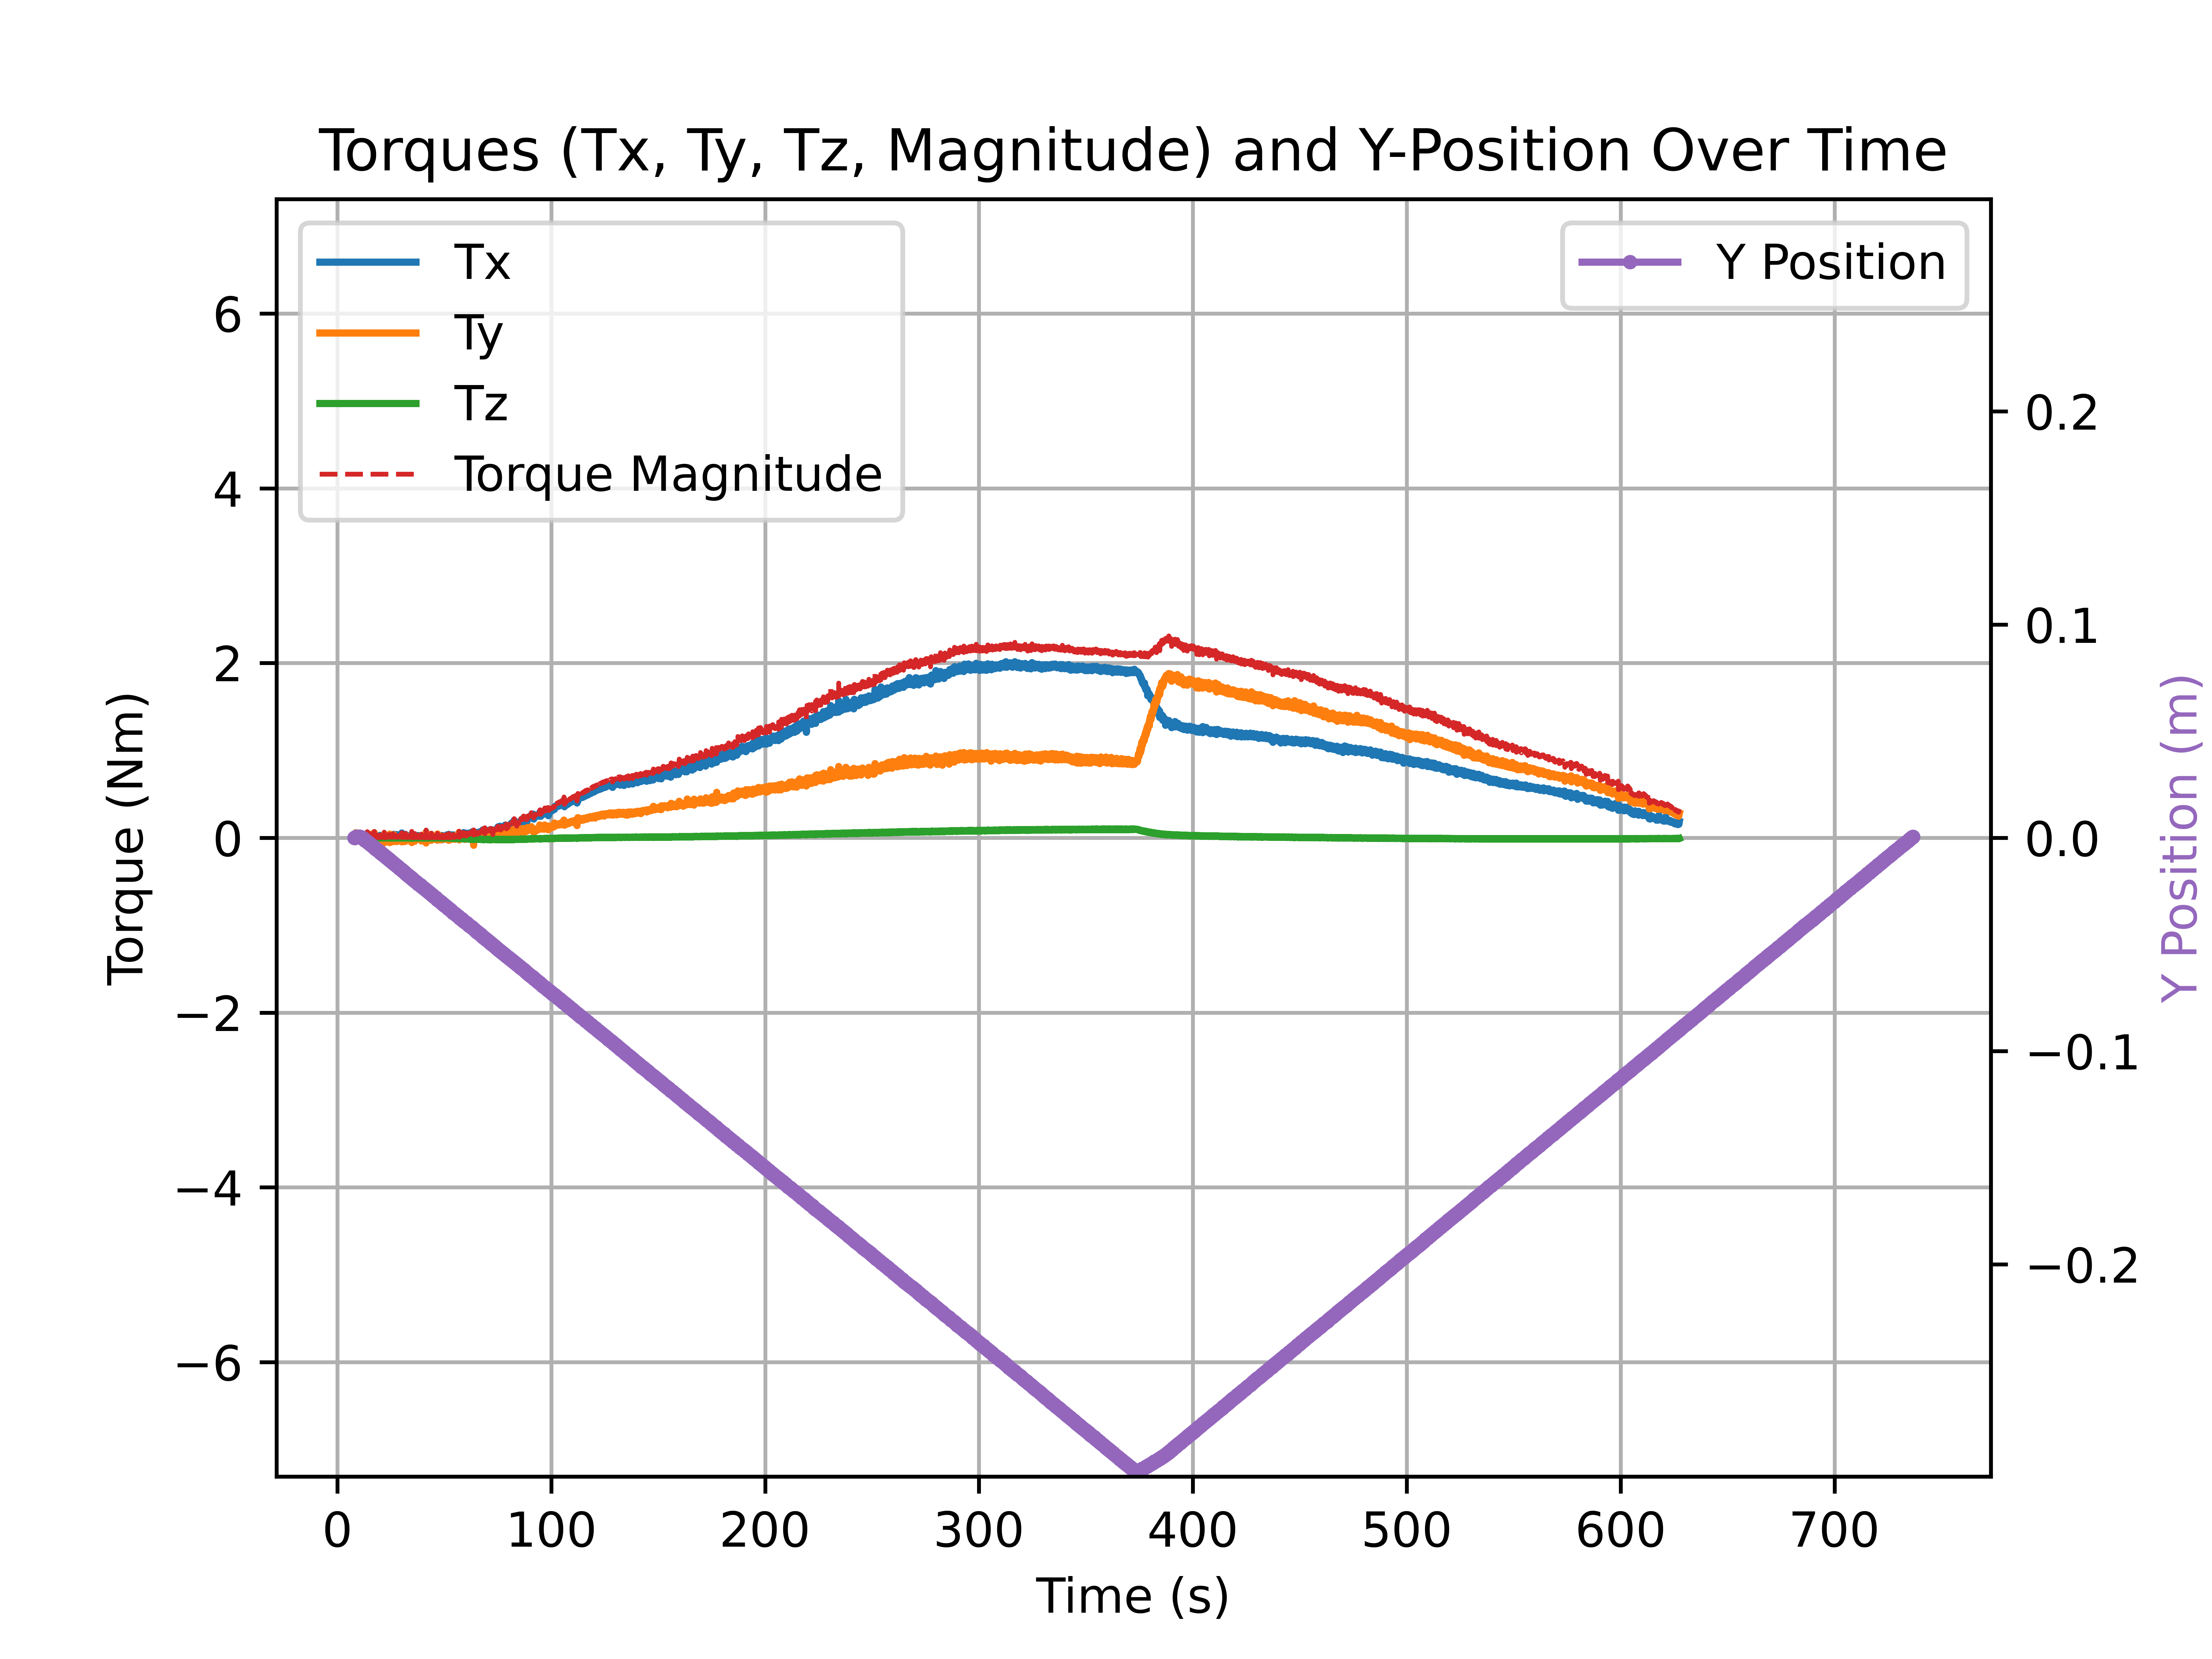 Torques (Tx, Ty, Tz, Magnitude) and Y-Position Over Time
Tx
Ty
Tz
Torque Magnitude
Y Position
6
4
2
0
−2
−4
−6
Torque (Nm)
0.2
0.1
0.0
−0.1
−0.2
Y Position (m)
0 100 200 300 400 500 600 700
Time (s)